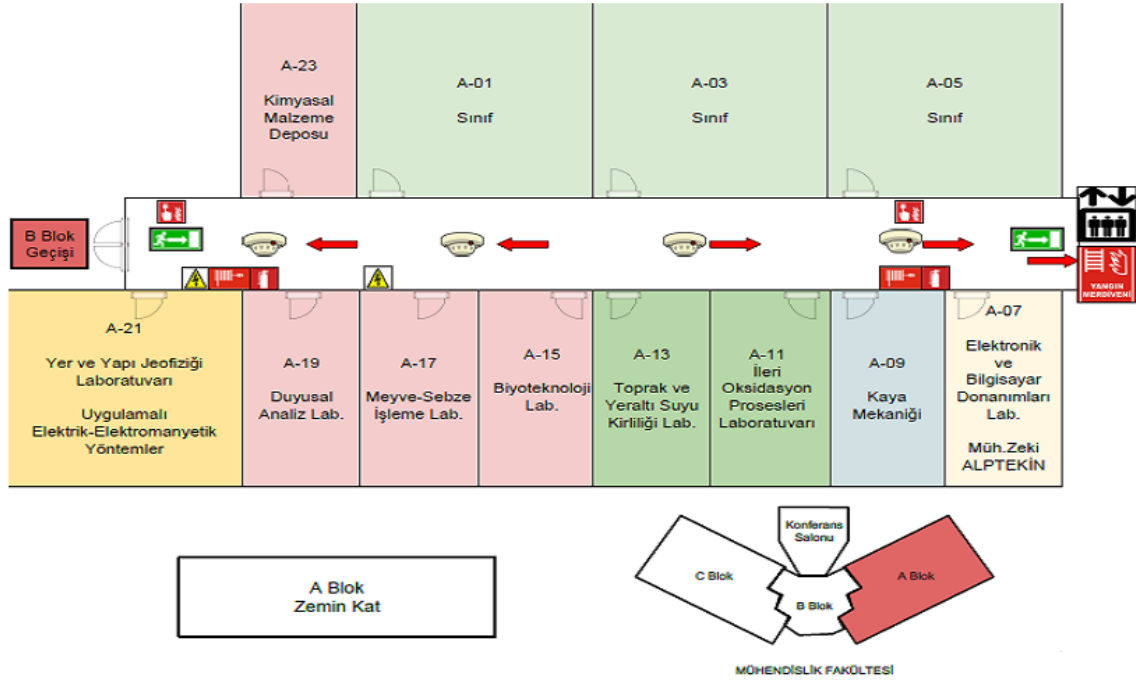 A-23
Kimyasal
Malzeme
Deposu
A-01
Sınıf
A-03
Sınıf
A-05
Sınıf
B Blok
Geçişi
YANGIN
MERDİVENİ
A-21
Yer ve Yapı Jeofiziği
Laboratuvarı
Uygulamalı
Elektrik-Elektromanyetik
Yöntemler
A-19
Duyusal
Analiz Lab.
A-17
Meyve-Sebze
İşleme Lab.
A-15
Biyoteknoloji
Lab.
A-13
Toprak ve
Yeraltı Suyu
Kirliliği Lab.
A-11
İleri
Oksidasyon
Prosesleri
Laboratuvarı
A-09
Kaya
Mekaniği
A-07
Elektronik
ve
Bilgisayar
Donanımları
Lab.
Müh.Zeki
ALPTEKİN
A Blok
Zemin Kat
Konferans
Salonu
C Blok
B Blok
A Blok
MÜHENDİSLİK FAKÜLTESİ